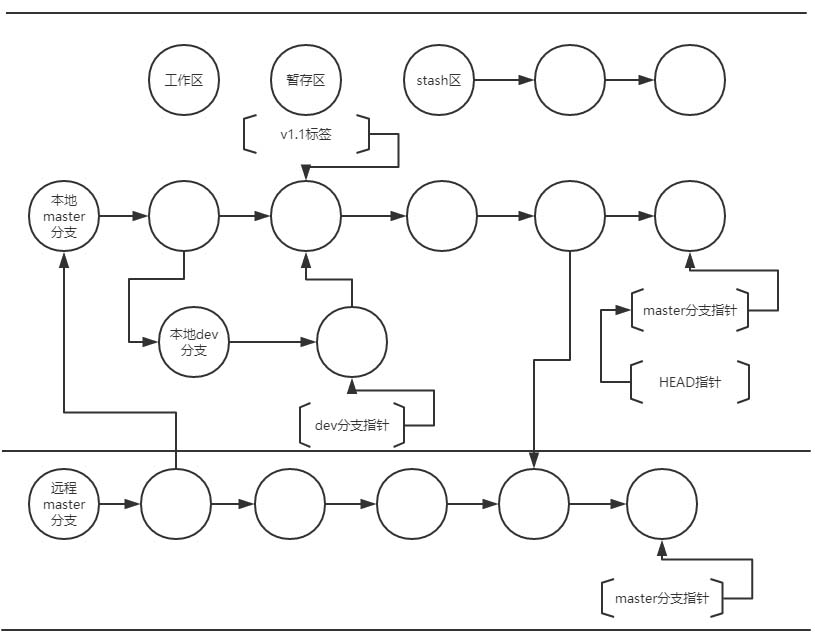 工作区
暂存区
stash区
v1.1标签
本地
master
分支
本地dev
分支
master分支指针
HEAD指针
dev分支指针
远程
master
分支
master分支指针